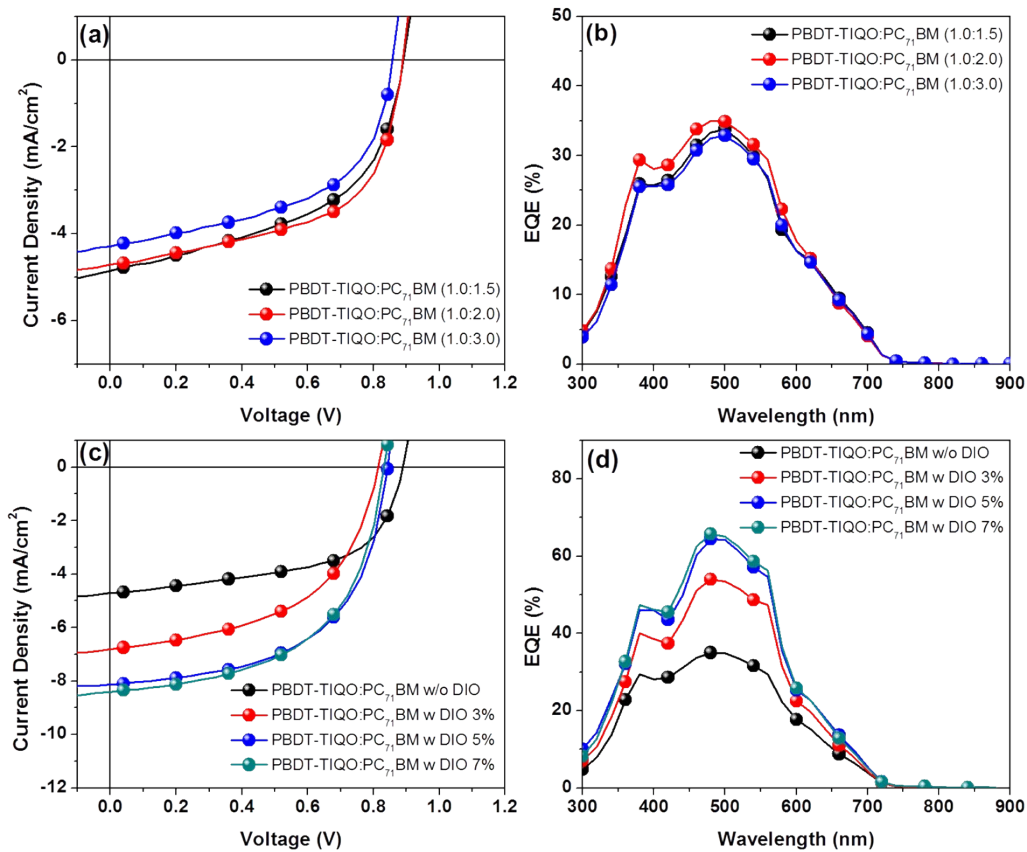 (a)
0
-2
-4
-6
Current Density (mA/cm²)
PBDT-TIQO:PC₇₁BM (1.0:1.5)
PBDT-TIQO:PC₇₁BM (1.0:2.0)
PBDT-TIQO:PC₇₁BM (1.0:3.0)
0.0 0.2 0.4 0.6 0.8 1.0 1.2
Voltage (V)
(b)
50
40
30
20
10
0
EQE (%)
PBDT-TIQO:PC₇₁BM (1.0:1.5)
PBDT-TIQO:PC₇₁BM (1.0:2.0)
PBDT-TIQO:PC₇₁BM (1.0:3.0)
300 400 500 600 700 800 900
Wavelength (nm)
(c)
0
-2
-4
-6
-8
-10
-12
Current Density (mA/cm²)
PBDT-TIQO:PC₇₁BM w/o DIO
PBDT-TIQO:PC₇₁BM w DIO 3%
PBDT-TIQO:PC₇₁BM w DIO 5%
PBDT-TIQO:PC₇₁BM w DIO 7%
0.0 0.2 0.4 0.6 0.8 1.0 1.2
Voltage (V)
(d)
80
60
40
20
0
EQE (%)
PBDT-TIQO:PC₇₁BM w/o DIO
PBDT-TIQO:PC₇₁BM w DIO 3%
PBDT-TIQO:PC₇₁BM w DIO 5%
PBDT-TIQO:PC₇₁BM w DIO 7%
300 400 500 600 700 800 900
Wavelength (nm)